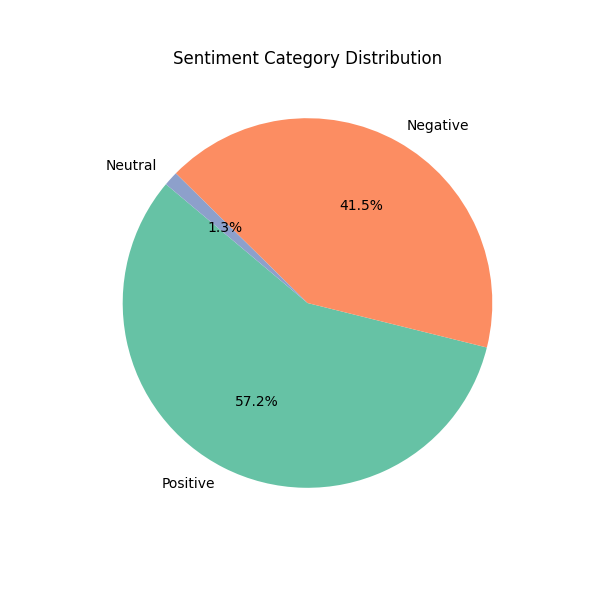 Sentiment Category Distribution
Negative
Neutral
41.5%
1.3%
57.2%
Positive